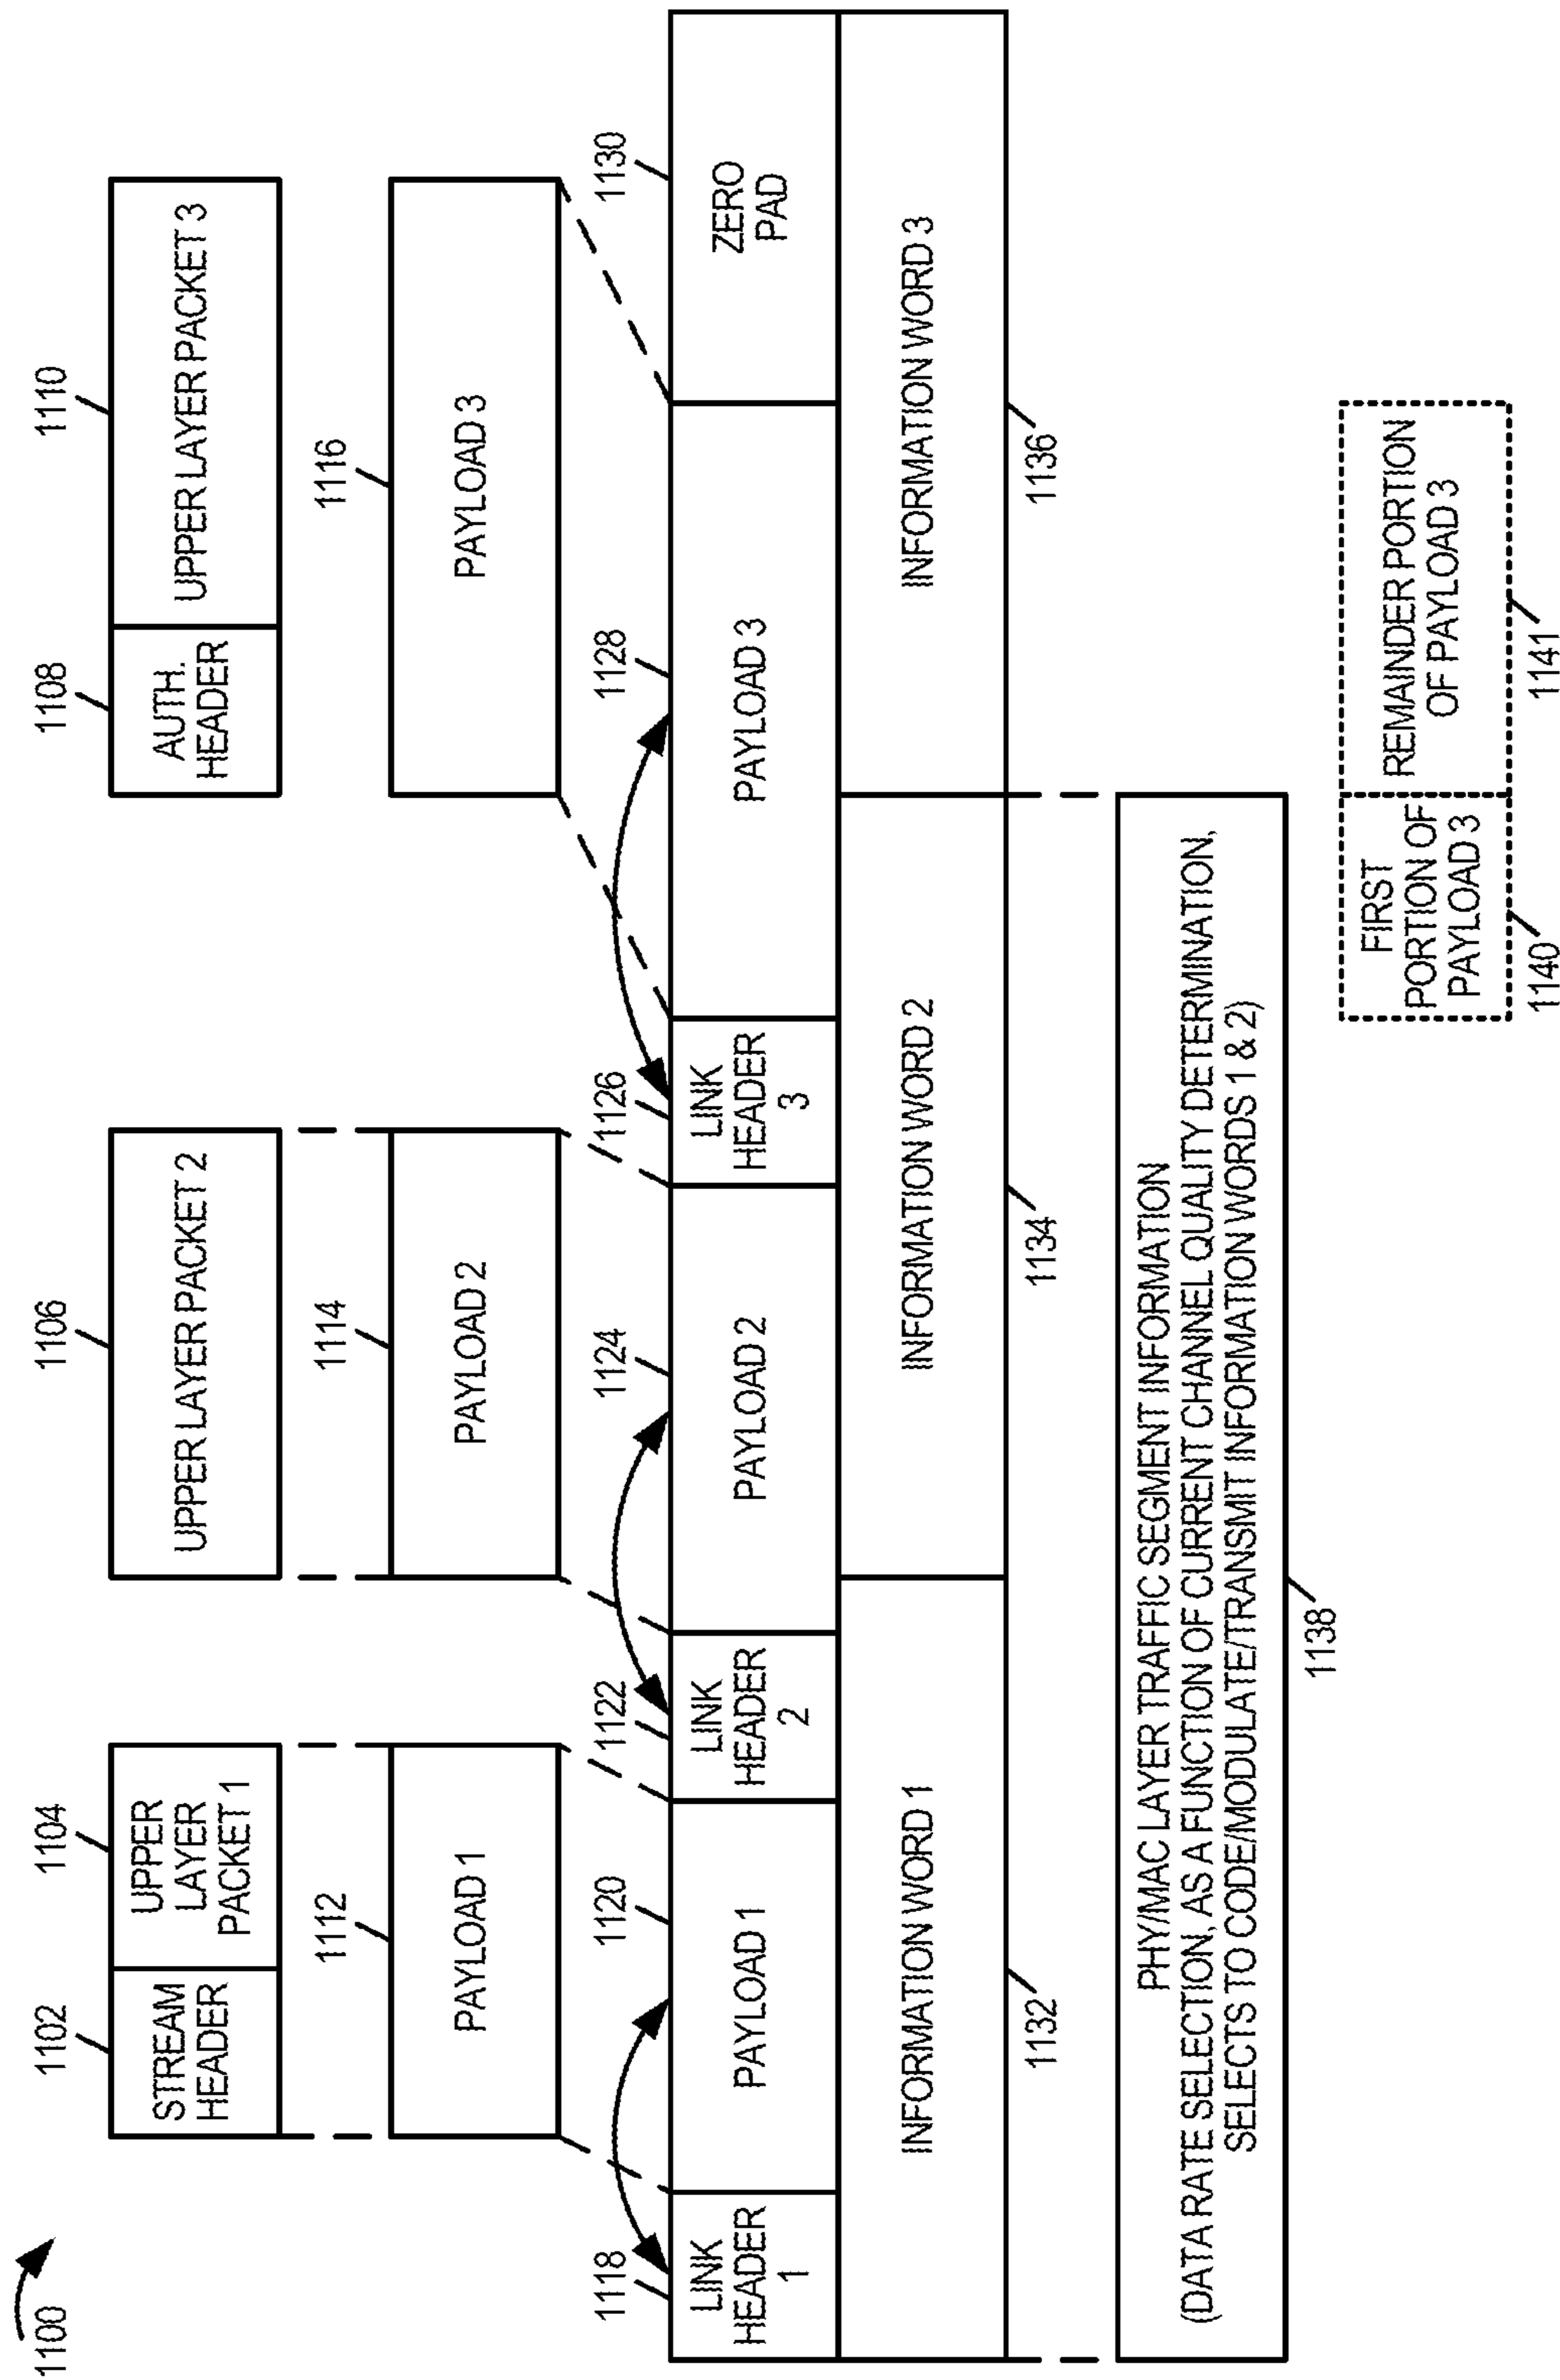 1100
1102
1104
1106
1108
1110
STREAM
HEADER
UPPER
LAYER
PACKET 1
UPPER LAYER PACKET 2
AUTH.
HEADER
UPPER LAYER PACKET 3
1112
1114
1116
PAYLOAD 1
PAYLOAD 2
PAYLOAD 3
1118
1120
1122
1124
1126
1128
1130
LINK
HEADER
1
PAYLOAD 1
LINK
HEADER
2
PAYLOAD 2
LINK
HEADER
3
PAYLOAD 3
ZERO
PAD
INFORMATION WORD 1
INFORMATION WORD 2
INFORMATION WORD 3
1132
1134
1136
PHY/MAC LAYER TRAFFIC SEGMENT INFORMATION
(DATA RATE SELECTION, AS A FUNCTION OF CURRENT CHANNEL QUALITY DETERMINATION,
SELECTS TO CODE/MODULATE/TRANSMIT INFORMATION WORDS 1 & 2)
1138
FIRST
PORTION OF
PAYLOAD 3
REMAINDER PORTION
OF PAYLOAD 3
1140
1141